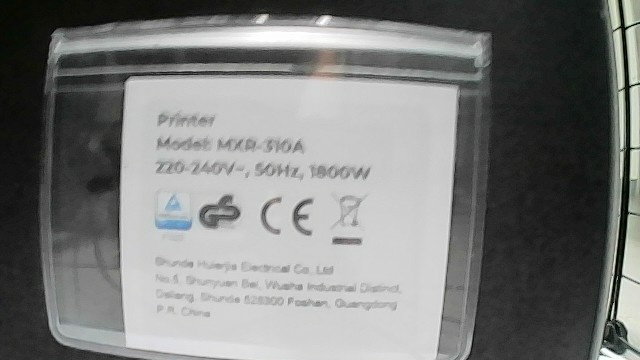 Printer
Model: MXR-310A
220-240V~, 50Hz, 1800W
CE
Shunde Huierjia Electrical Co., Ltd
No.5, Shunyuan Bei, Wusha Industrial Distinct,
Daliang, Shunde 528300 Foshan, Guangdong
P.R. China